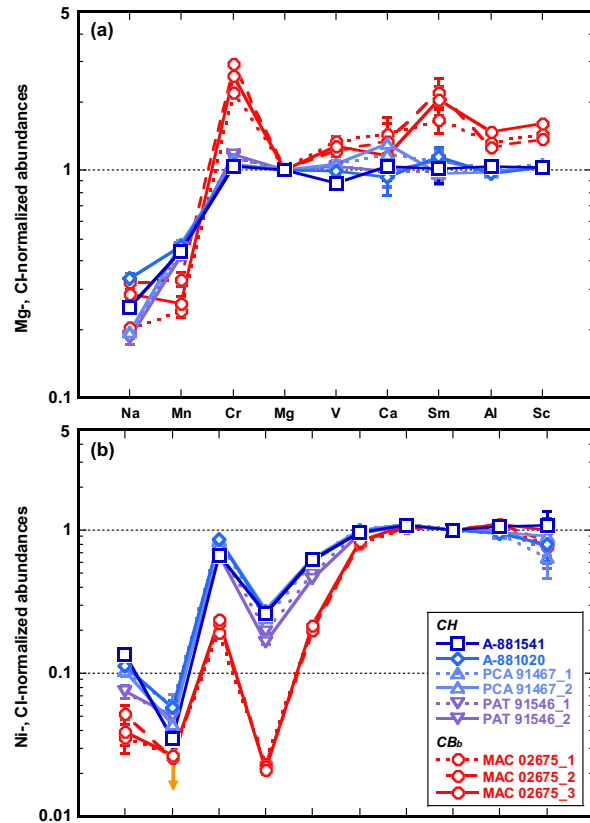 5
(a)
1
Mg-, CI-normalized abundances
0.1
Na Mn Cr Mg V Ca Sm Al Sc
5
(b)
1
Ni-, CI-normalized abundances
0.1
0.01
CH
A-881541
A-881020
PCA 91467_1
PCA 91467_2
PAT 91546_1
PAT 91546_2
CBb
MAC 02675_1
MAC 02675_2
MAC 02675_3